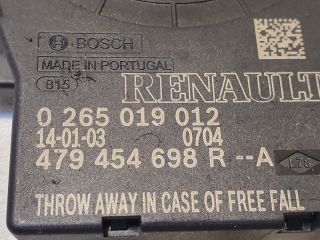 BOSCH
MADE IN PORTUGAL
815
RENAULT
0 265 019 012
14-01-03 0704
479 454 698 R --A
THROW AWAY IN CASE OF FREE FALL